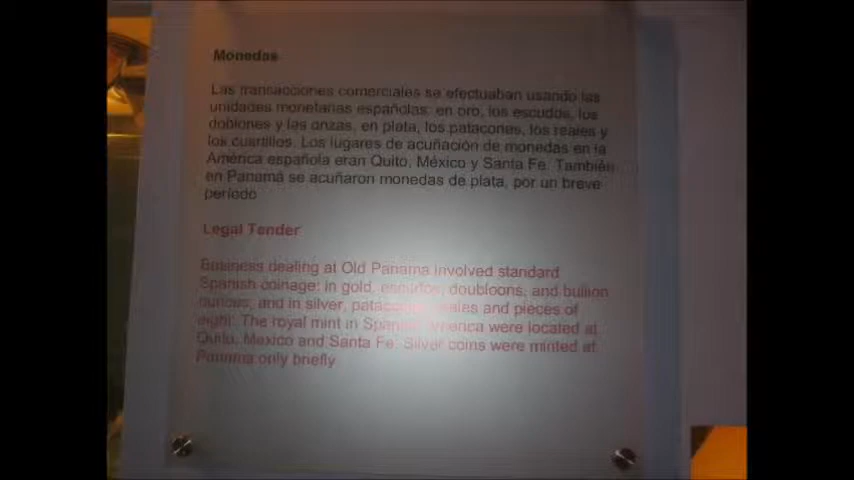 Monedas
Las transacciones comerciales se efectuaban usando las
unidades monetarias españolas: en oro, los escudos, los
doblones y las onzas, en plata, los patacones, los reales y
los cuartillos. Los lugares de acuñación de monedas en la
América española eran Quito, México y Santa Fe. También
en Panamá se acuñaron monedas de plata, por un breve
período
Legal Tender
Business dealing at Old Panama involved standard
Spanish coinage: in gold, escudos, doubloons, and bullion
ounces, and in silver, patacones, reales and pieces of
eight. The royal mint in Spanish America were located at
Quito, Mexico and Santa Fe. Silver coins were minted at
Panama only briefly